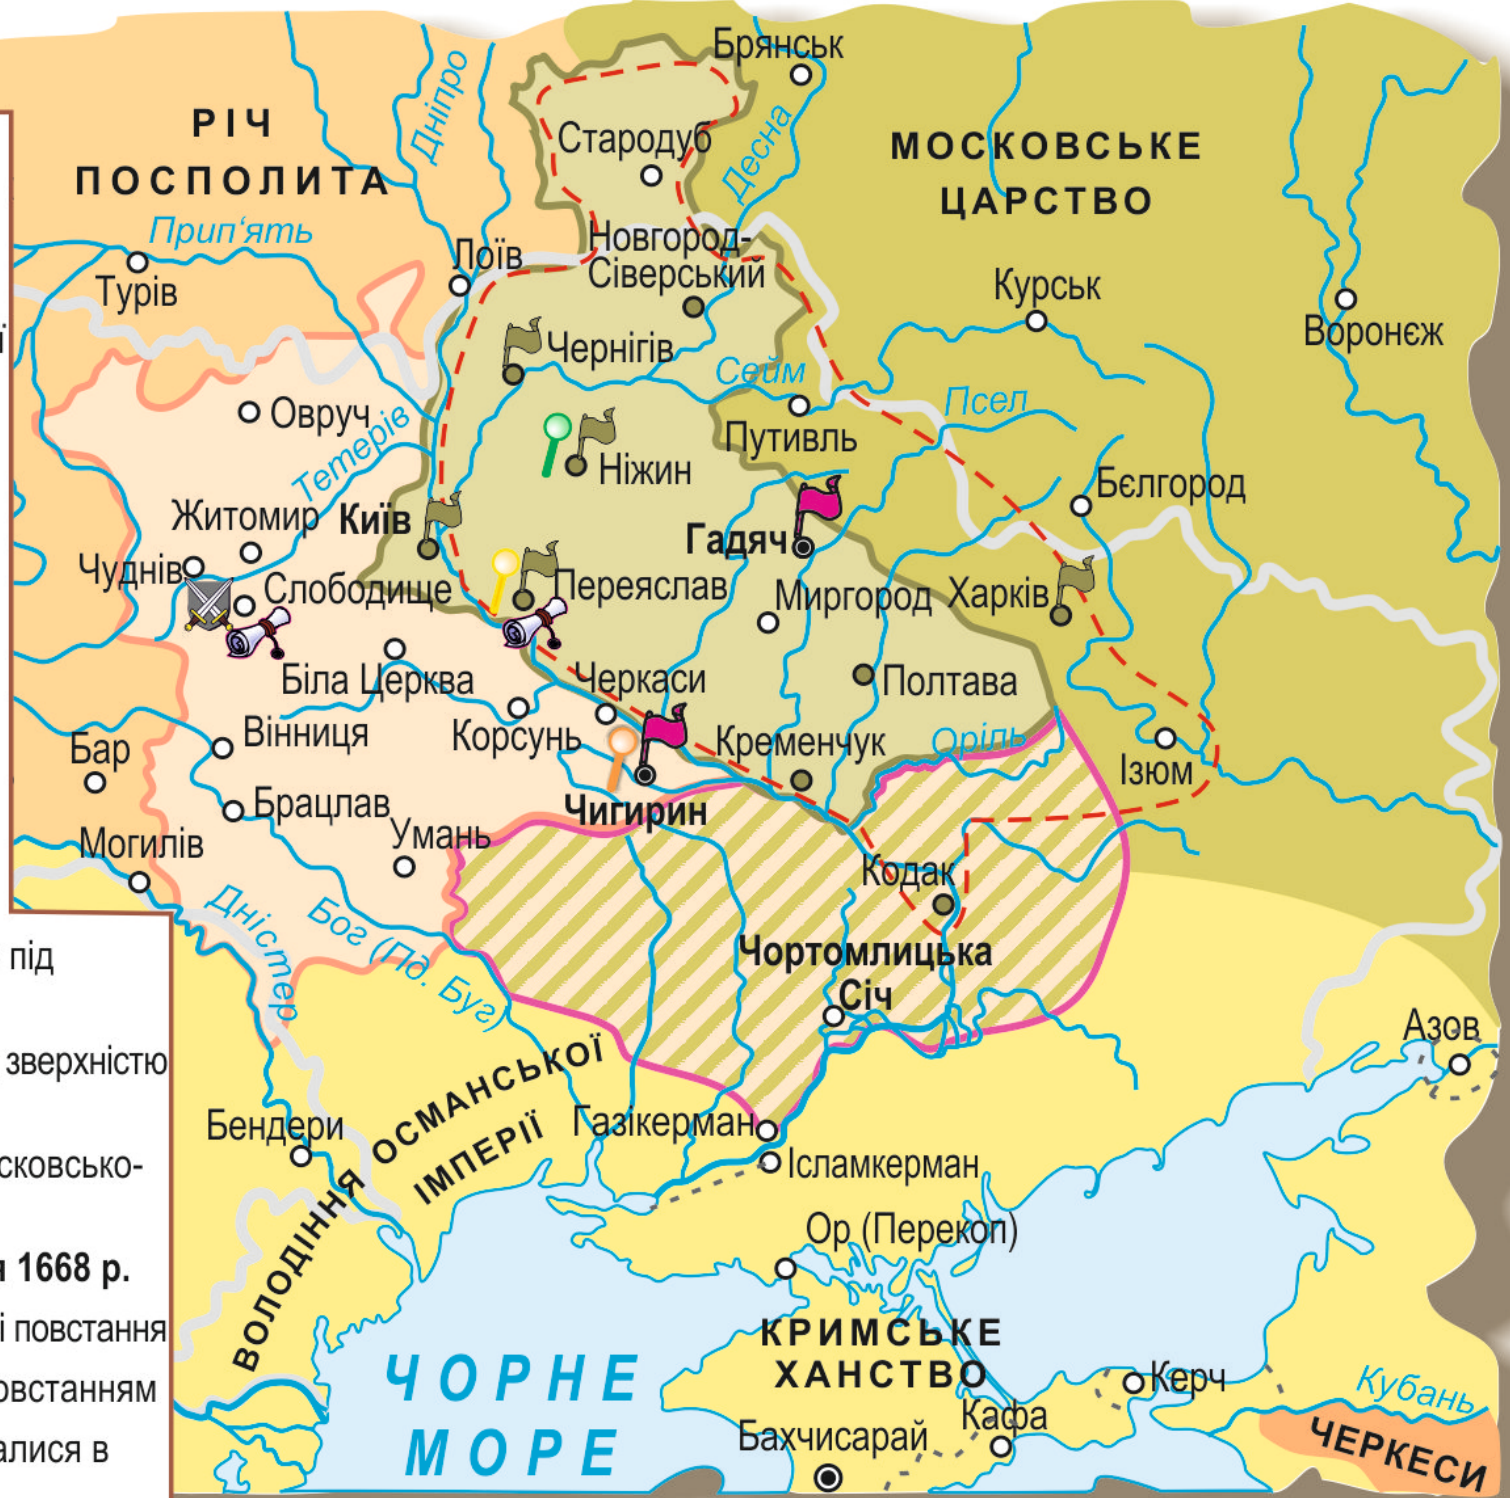 Брянськ
РІЧ
ПОСПОЛИТА
Дніпро
Стародуб
Десна
МОСКОВСЬКЕ
ЦАРСТВО
Прип‘ять
Турів
Лоїв
Новгород-
Сіверський
Курськ
Воронєж
ї
Чернігів
Сейм
Псел
Овруч
Тетерів
Путивль
Ніжин
Бєлгород
Житомир
Київ
Гадяч
Чуднів
Слободище
Переяслав
Миргород
Харків
Біла Церква
Черкаси
Полтава
Вінниця
Корсунь
Кременчук
Оріль
Бар
Ізюм
Брацлав
Чигирин
Умань
Могилів
Кодак
Дністер
Бог (Пд. Буг)
під
Чортомлицька
Січ
Азов
зверхністю
ВОЛОДІННЯ ОСМАНСЬКОЇ
ІМПЕРІЇ
Бендери
Газікерман
сковсько-
Ісламкерман
Ор (Перекоп)
я 1668 р.
і повстання
КРИМСЬКЕ
ХАНСТВО
ЧОРНЕ
МОРЕ
овстанням
Керч
Кубань
Кафа
Бахчисарай
ЧЕРКЕСИ
алися в